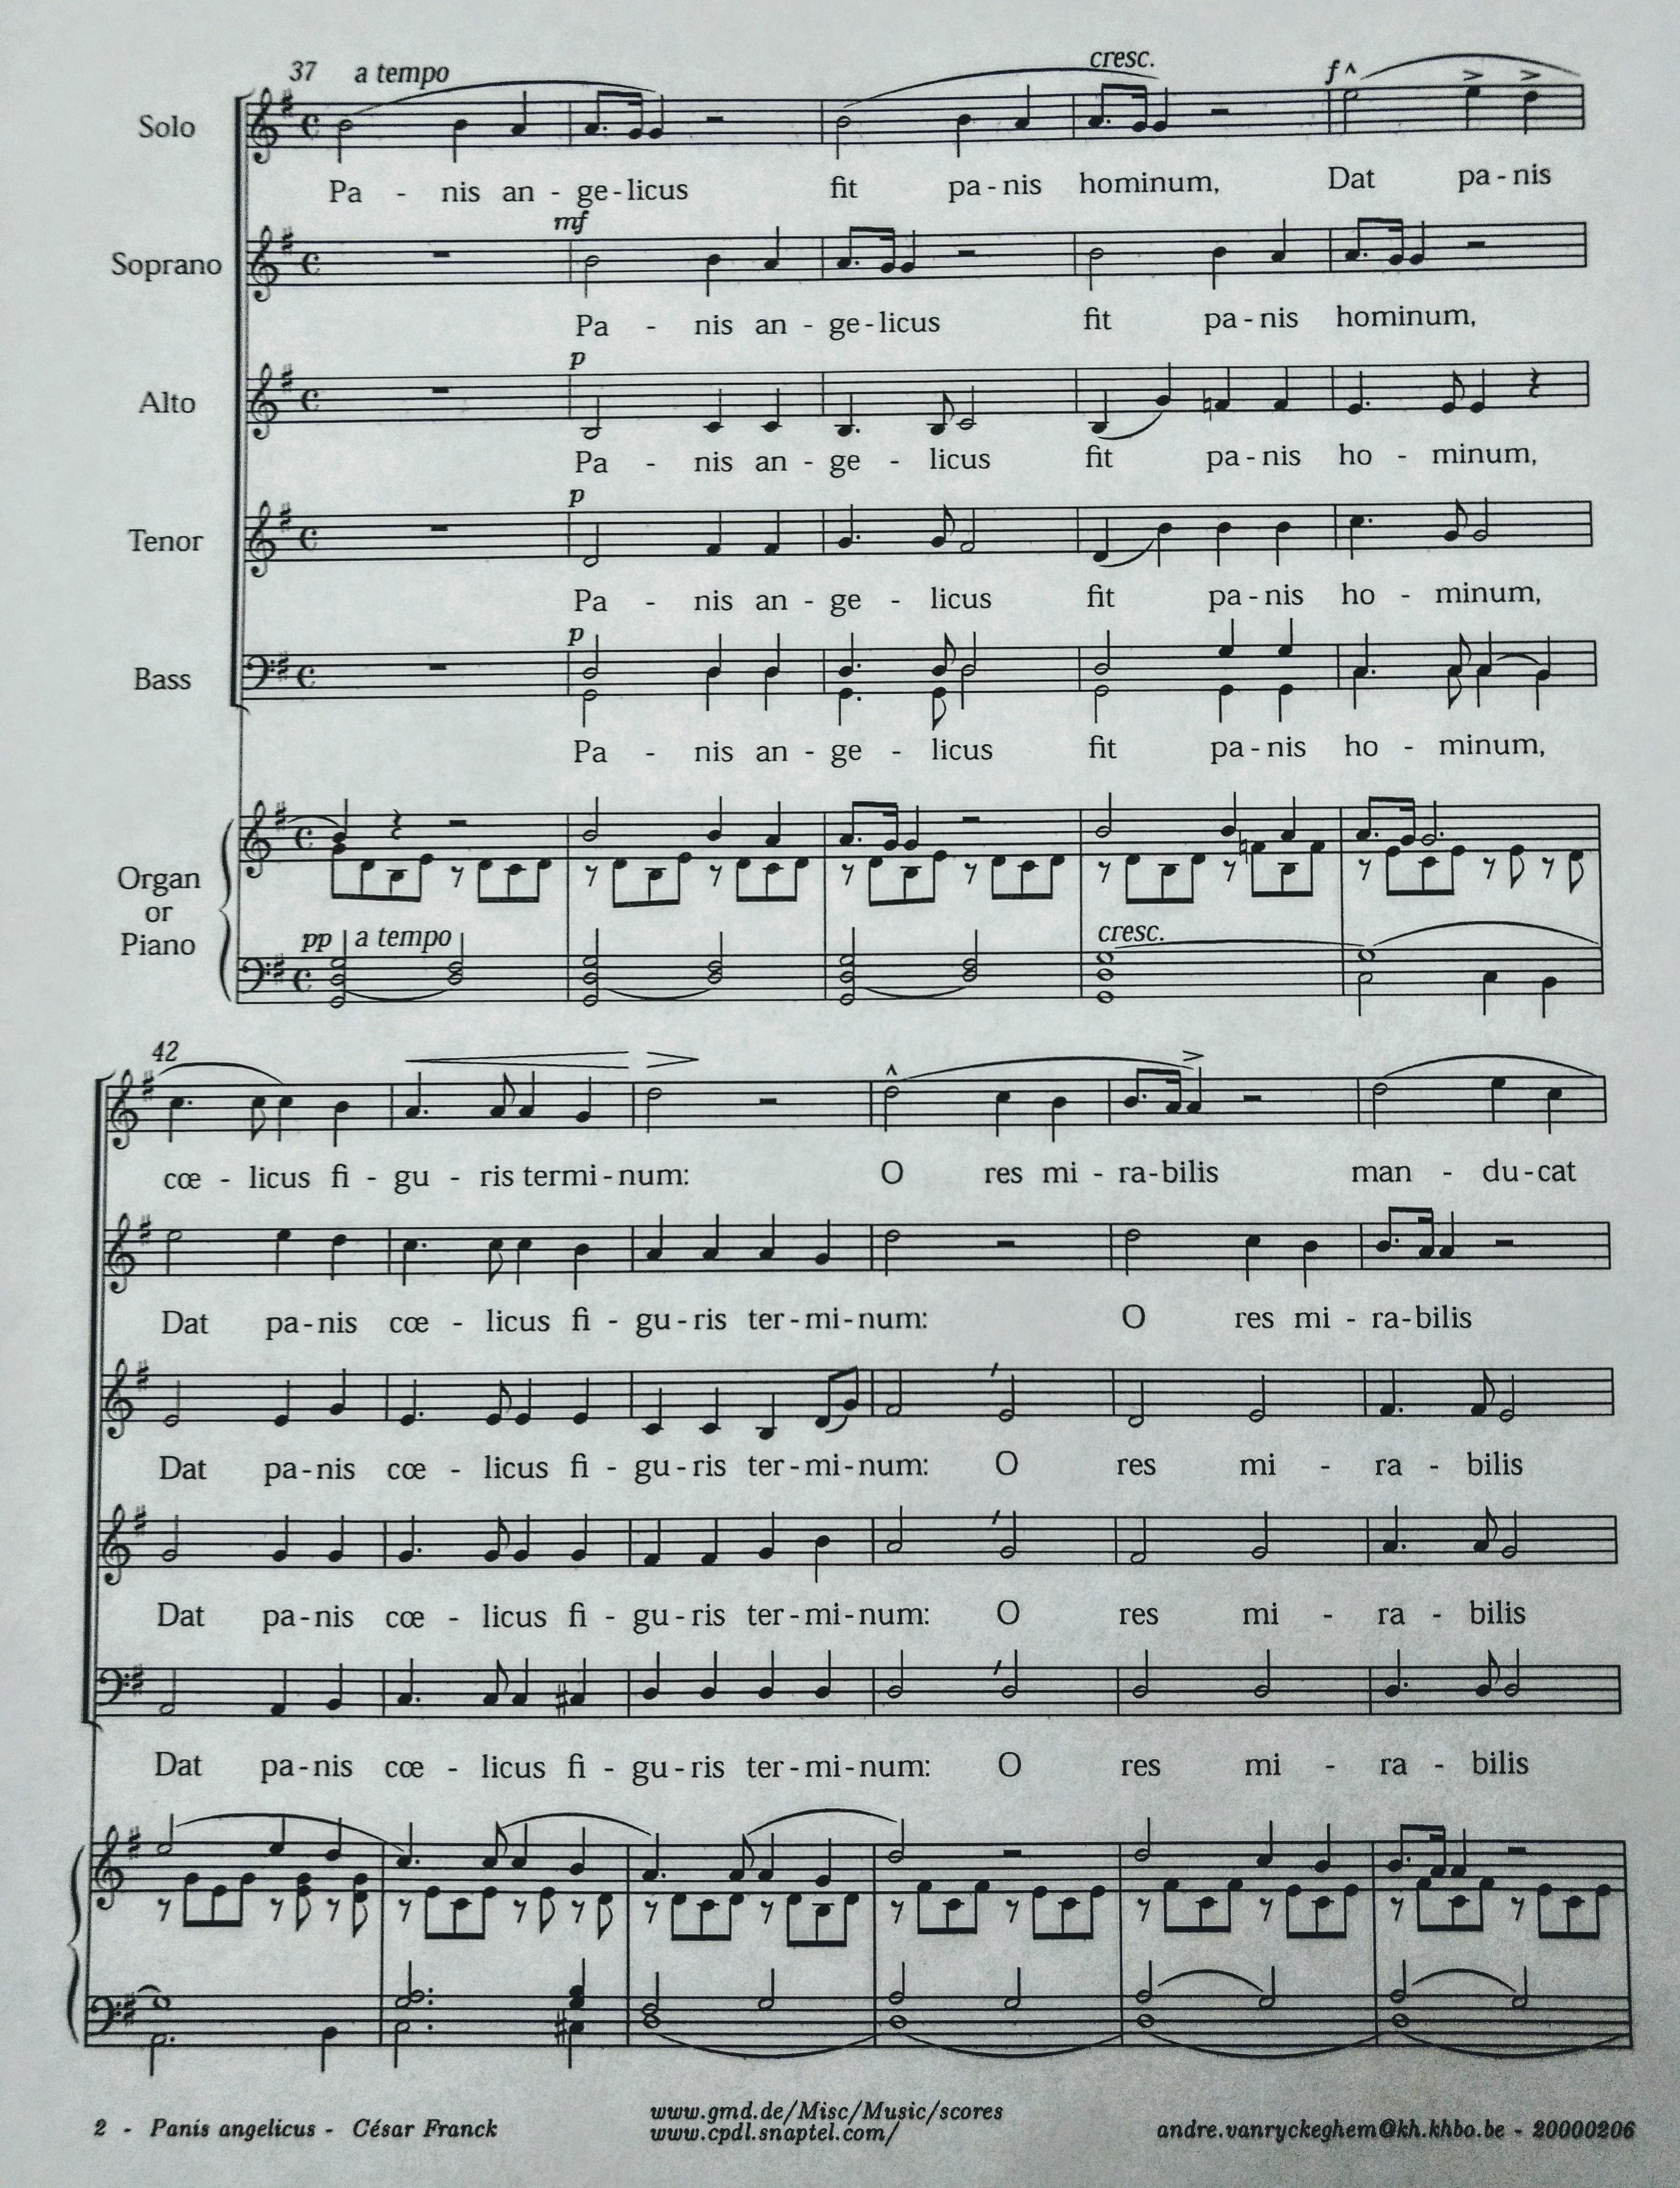 37 a tempo cresc. f
Solo
Pa - nis an - ge - licus fit pa - nis hominum, Dat pa - nis
mf
Soprano
Pa - nis an - ge - licus fit pa - nis hominum,
p
Alto
Pa - nis an - ge - licus fit pa - nis ho - minum,
p
Tenor
Pa - nis an - ge - licus fit pa - nis ho - minum,
p
Bass
Pa - nis an - ge - licus fit pa - nis ho - minum,
Organ
or
Piano
pp a tempo cresc.
42
cœ - licus fi - gu - ris termi - num: O res mi - ra - bilis man - du - cat
Dat pa - nis cœ - licus fi - gu - ris ter - mi - num: O res mi - ra - bilis
Dat pa - nis cœ - licus fi - gu - ris ter - mi - num: O res mi - ra - bilis
Dat pa - nis cœ - licus fi - gu - ris ter - mi - num: O res mi - ra - bilis
Dat pa - nis cœ - licus fi - gu - ris ter - mi - num: O res mi - ra - bilis
2 - Panis angelicus - César Franck
www.gmd.de/Misc/Music/scores
www.cpdl.snaptel.com/
andre.vanryckeghem@kh.khbo.be - 20000206